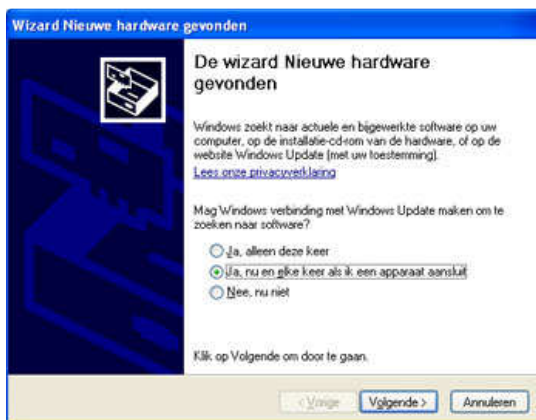 Wizard Nieuwe hardware gevonden
De wizard Nieuwe hardware
gevonden
Windows zoekt naar actuele en bijgewerkte software op uw
computer, op de installatie-cd-rom van de hardware, of op de
website Windows Update (met uw toestemming).
Lees onze privacyverklaring
Mag Windows verbinding met Windows Update maken om te
zoeken naar software?
Ja, alleen deze keer
Ja, nu en elke keer als ik een apparaat aansluit
Nee, nu niet
Klik op Volgende om door te gaan.
< Vorige Volgende > Annuleren